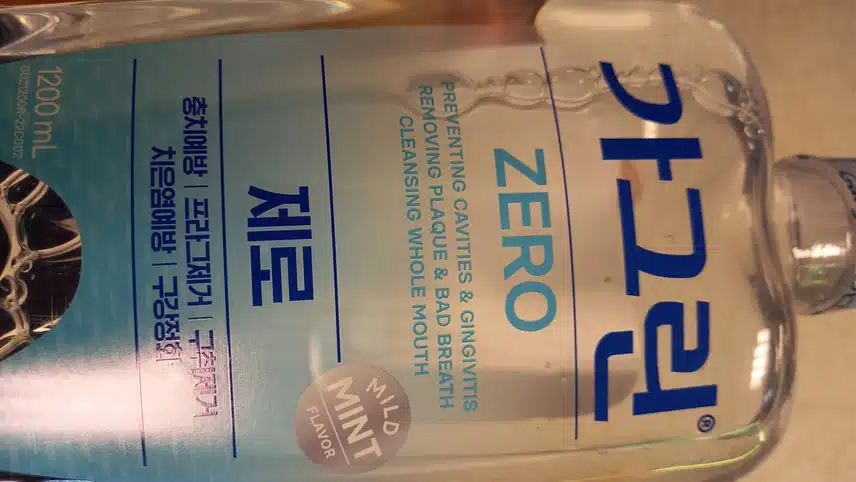 가그린®
ZERO
PREVENTING CAVITIES & GINGIVITIS
REMOVING PLAQUE & BAD BREATH
CLEANSING WHOLE MOUTH
MILD
MINT
FLAVOR
제로
충치예방 | 프라그제거 | 구취제거
치은염예방 | 구강정화
1200 mL